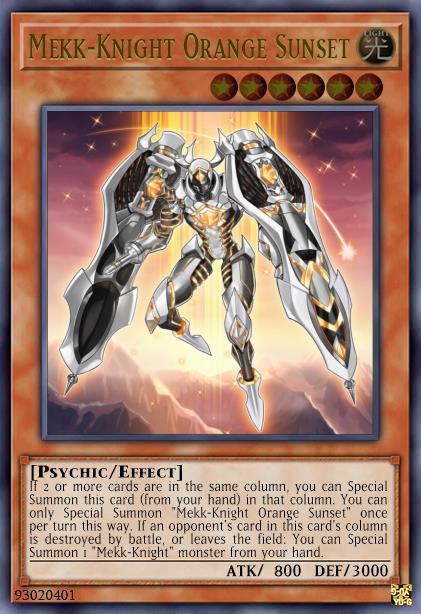 Mekk-Knight Orange Sunset
LIGHT
光
[Psychic/Effect]
If 2 or more cards are in the same column, you can Special
Summon this card (from your hand) in that column. You can
only Special Summon "Mekk-Knight Orange Sunset" once
per turn this way. If an opponent's card in this card's column
is destroyed by battle, or leaves the field: You can Special
Summon 1 "Mekk-Knight" monster from your hand.
ATK/ 800 DEF/3000
93020401